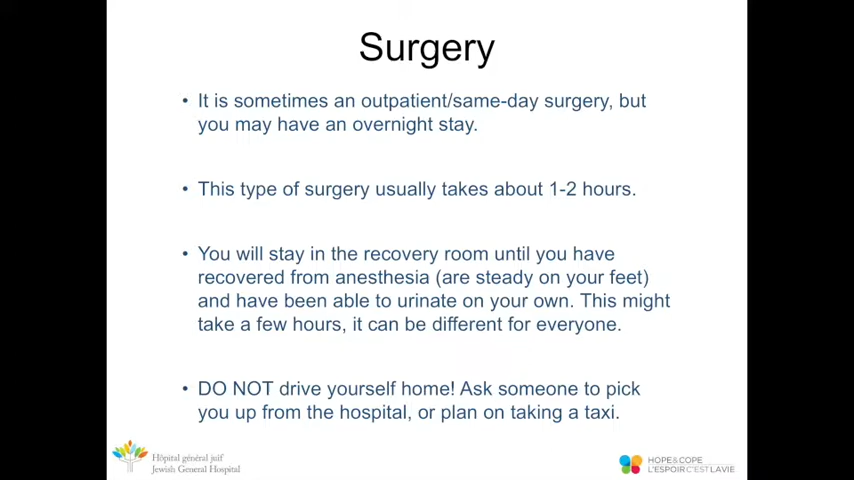 Surgery
• It is sometimes an outpatient/same-day surgery, but
you may have an overnight stay.
• This type of surgery usually takes about 1-2 hours.
• You will stay in the recovery room until you have
recovered from anesthesia (are steady on your feet)
and have been able to urinate on your own. This might
take a few hours, it can be different for everyone.
• DO NOT drive yourself home! Ask someone to pick
you up from the hospital, or plan on taking a taxi.
Hôpital général juif
Jewish General Hospital
HOPE&COPE
L'ESPOIR C'EST LA VIE